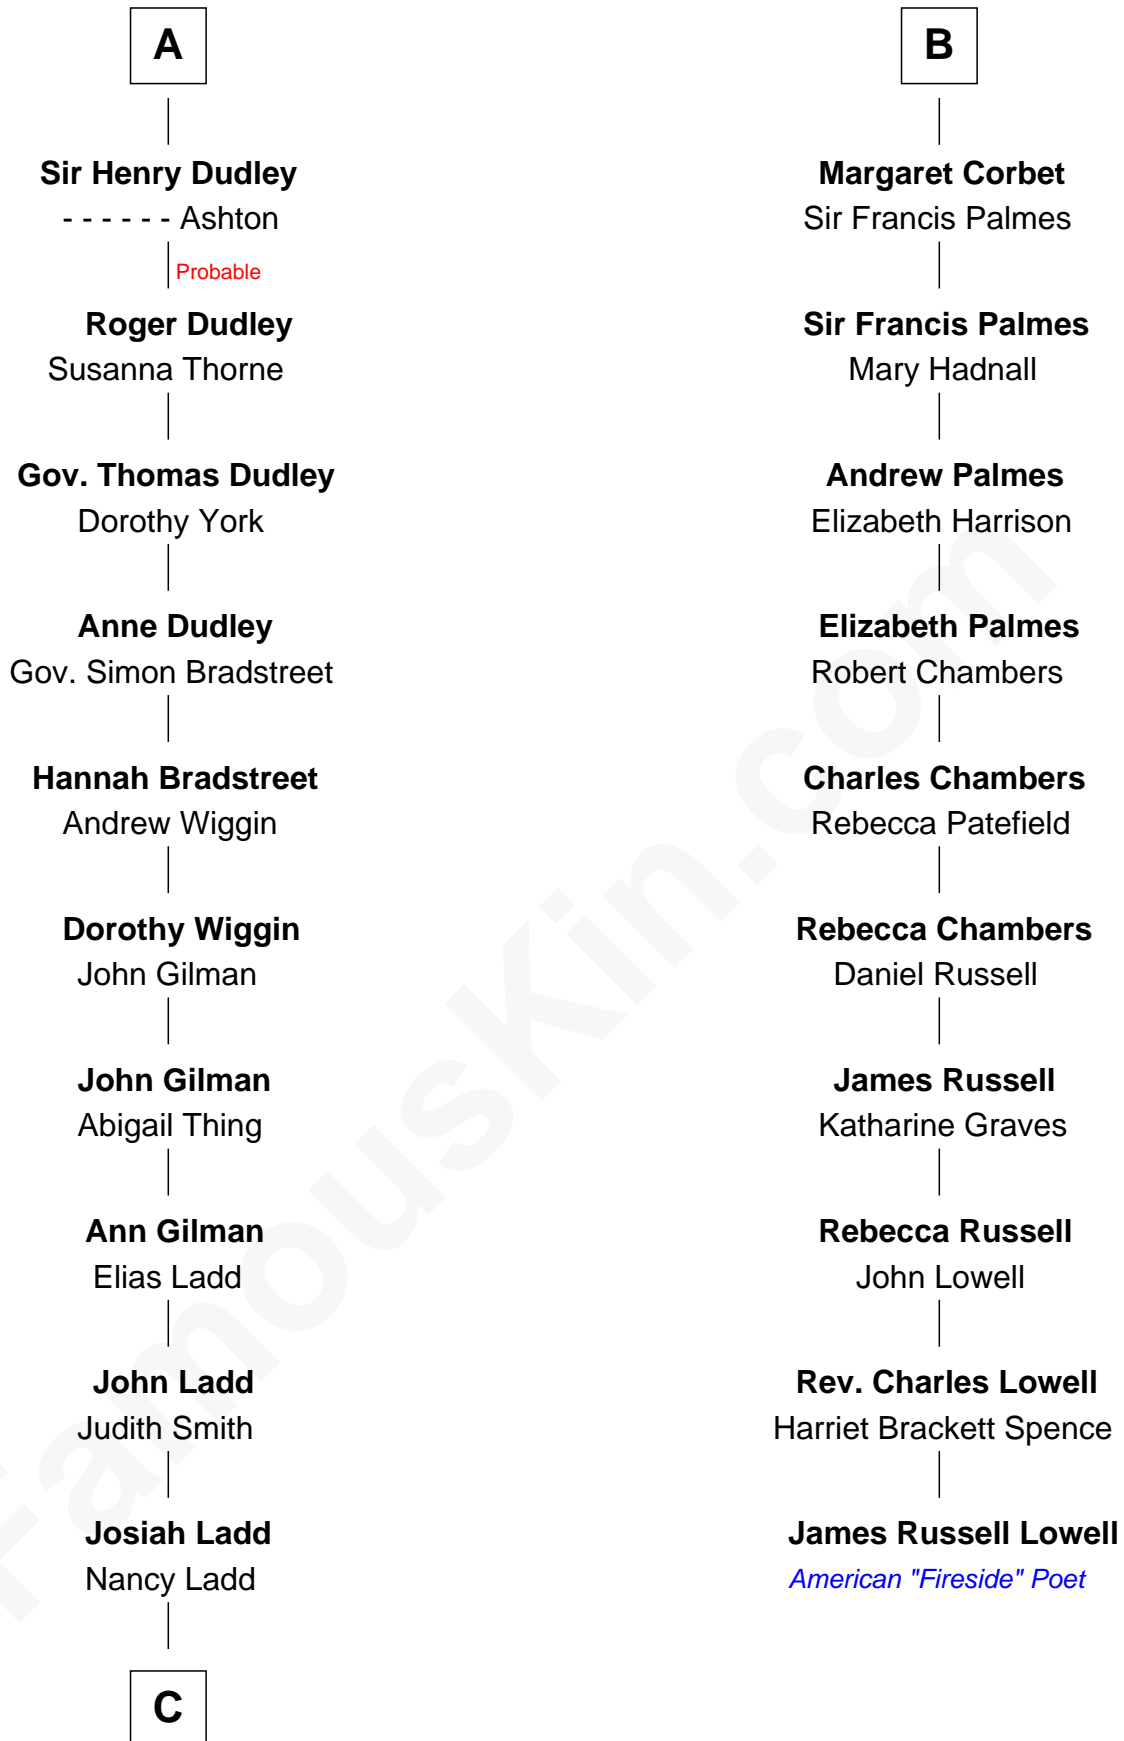 A
Sir Henry Dudley
- - - - - - Ashton
Probable
Roger Dudley
Susanna Thorne
Gov. Thomas Dudley
Dorothy York
Anne Dudley
Gov. Simon Bradstreet
Hannah Bradstreet
Andrew Wiggin
Dorothy Wiggin
John Gilman
John Gilman
Abigail Thing
Ann Gilman
Elias Ladd
John Ladd
Judith Smith
Josiah Ladd
Nancy Ladd
C
B
Margaret Corbet
Sir Francis Palmes
Sir Francis Palmes
Mary Hadnall
Andrew Palmes
Elizabeth Harrison
Elizabeth Palmes
Robert Chambers
Charles Chambers
Rebecca Patefield
Rebecca Chambers
Daniel Russell
James Russell
Katharine Graves
Rebecca Russell
John Lowell
Rev. Charles Lowell
Harriet Brackett Spence
James Russell Lowell
American "Fireside" Poet
FamousKin.com